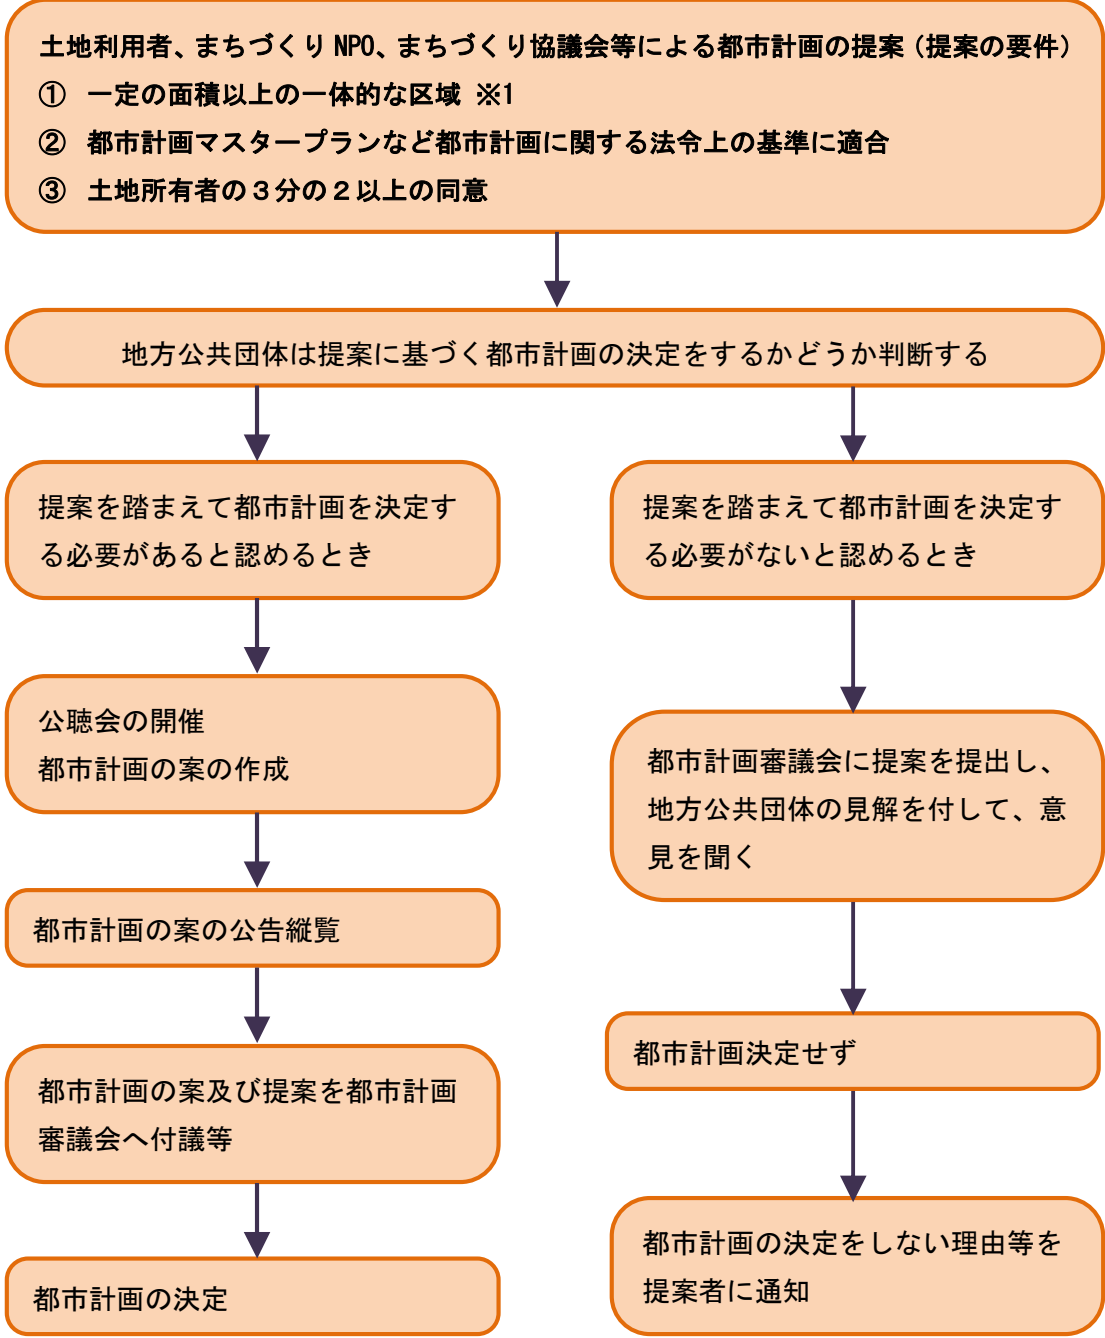 土地利用者、まちづくり NPO、まちづくり協議会等による都市計画の提案（提案の要件）
① 一定の面積以上の一体的な区域 ※1
② 都市計画マスタープランなど都市計画に関する法令上の基準に適合
③ 土地所有者の３分の２以上の同意
地方公共団体は提案に基づく都市計画の決定をするかどうか判断する
提案を踏まえて都市計画を決定す
る必要があると認めるとき
公聴会の開催
都市計画の案の作成
都市計画の案の公告縦覧
都市計画の案及び提案を都市計画
審議会へ付議等
都市計画の決定
提案を踏まえて都市計画を決定す
る必要がないと認めるとき
都市計画審議会に提案を提出し、
地方公共団体の見解を付して、意
見を聞く
都市計画決定せず
都市計画の決定をしない理由等を
提案者に通知